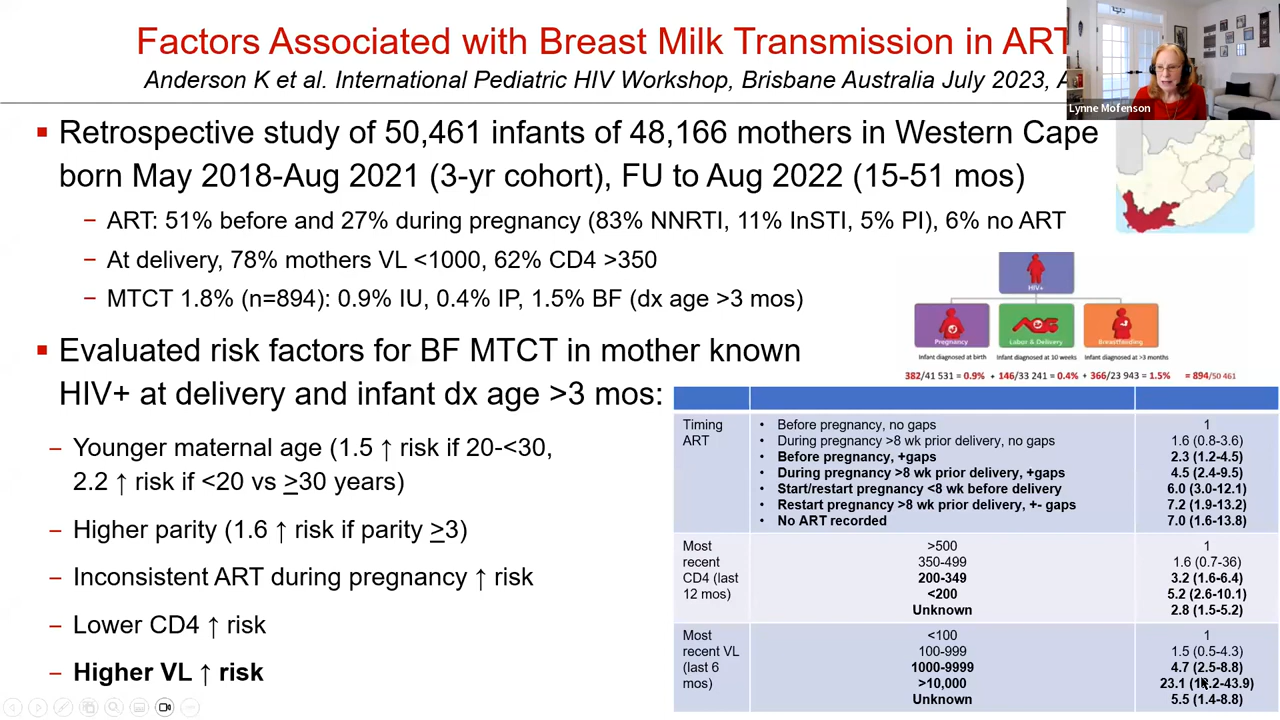 Factors Associated with Breast Milk Transmission in ART
Anderson K et al. International Pediatric HIV Workshop, Brisbane Australia July 2023, A
Lynne Mofenson
▪ Retrospective study of 50,461 infants of 48,166 mothers in Western Cape
born May 2018-Aug 2021 (3-yr cohort), FU to Aug 2022 (15-51 mos)
− ART: 51% before and 27% during pregnancy (83% NNRTI, 11% InSTI, 5% PI), 6% no ART
− At delivery, 78% mothers VL <1000, 62% CD4 >350
− MTCT 1.8% (n=894): 0.9% IU, 0.4% IP, 1.5% BF (dx age >3 mos)
▪ Evaluated risk factors for BF MTCT in mother known
HIV+ at delivery and infant dx age >3 mos:
− Younger maternal age (1.5 ↑ risk if 20-<30,
2.2 ↑ risk if <20 vs ≥30 years)
− Higher parity (1.6 ↑ risk if parity ≥3)
− Inconsistent ART during pregnancy ↑ risk
− Lower CD4 ↑ risk
− Higher VL ↑ risk
HIV+
Pregnancy Labor & Delivery Breastfeeding
Infant diagnosed at birth Infant diagnosed at 10 weeks Infant diagnosed at >3 months
382/41 531 = 0.9% + 146/33 241 = 0.4% + 366/23 943 = 1.5% = 894/50 461
Timing
ART
• Before pregnancy, no gaps 1
• During pregnancy >8 wk prior delivery, no gaps 1.6 (0.8-3.6)
• Before pregnancy, +gaps 2.3 (1.2-4.5)
• During pregnancy >8 wk prior delivery, +gaps 4.5 (2.4-9.5)
• Start/restart pregnancy <8 wk before delivery 6.0 (3.0-12.1)
• Restart pregnancy >8 wk prior delivery, +- gaps 7.2 (1.9-13.2)
• No ART recorded 7.0 (1.6-13.8)
Most
recent
CD4 (last
12 mos)
>500 1
350-499 1.6 (0.7-36)
200-349 3.2 (1.6-6.4)
<200 5.2 (2.6-10.1)
Unknown 2.8 (1.5-5.2)
Most
recent VL
(last 6
mos)
<100 1
100-999 1.5 (0.5-4.3)
1000-9999 4.7 (2.5-8.8)
>10,000 23.1
Unknown 5.5 (1.4-8.8)